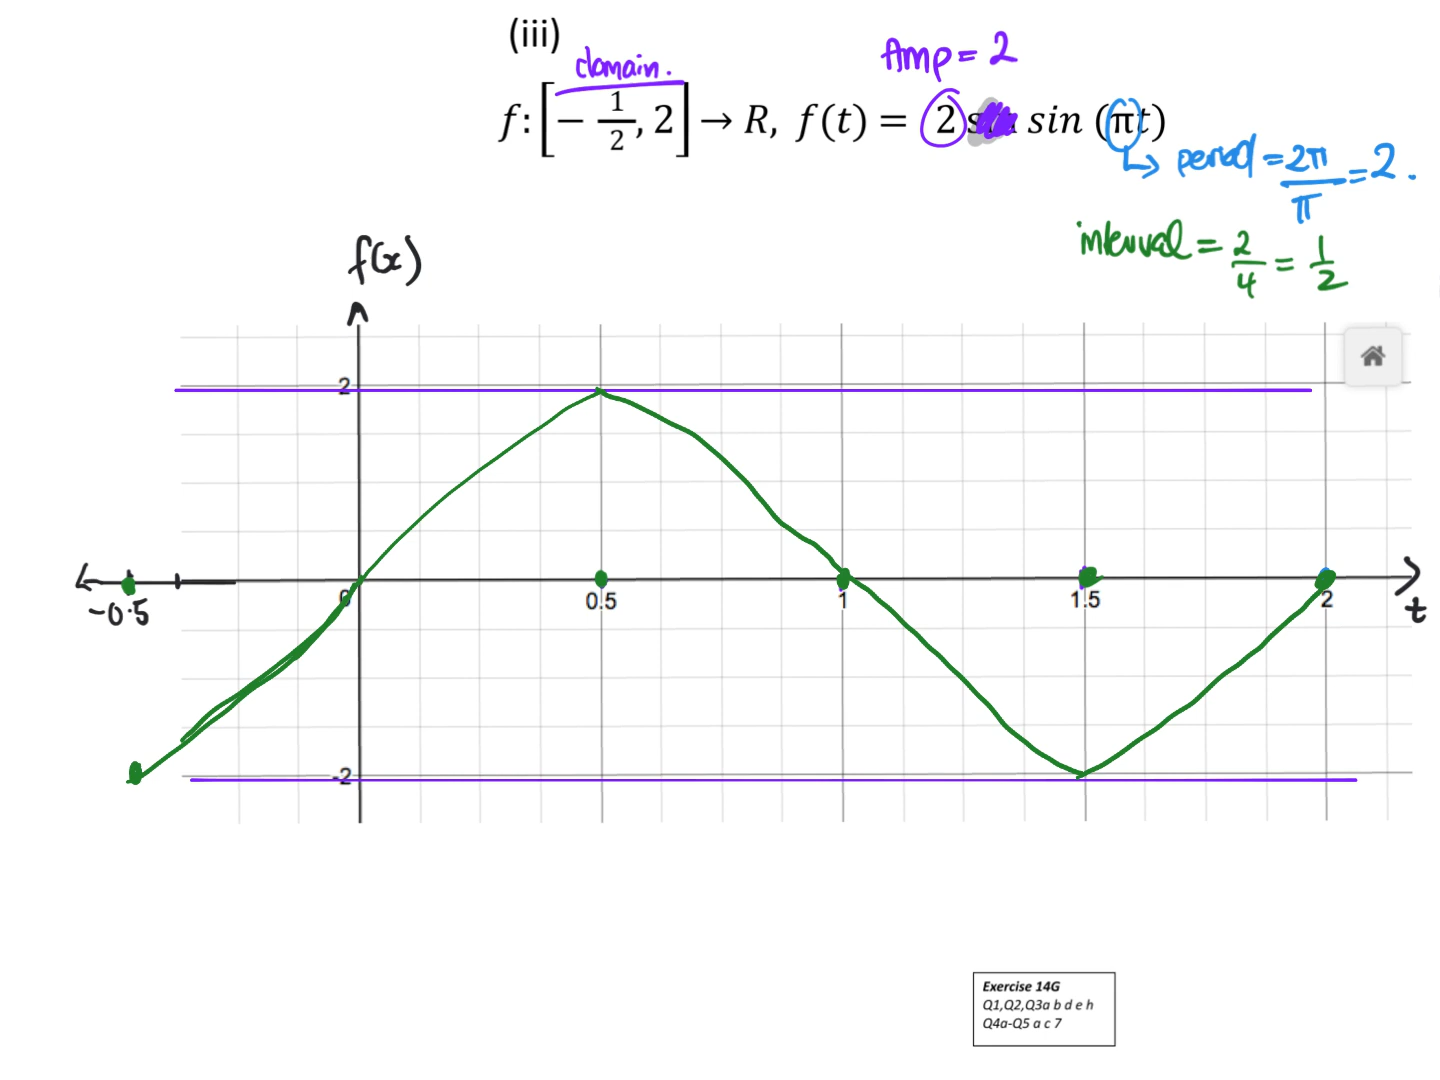 (iii)
domain.
Amp = 2
f: [− 1/2, 2] → R, f(t) = 2 sin (πt)
↳ period = 2π/π = 2.
interval = 2/4 = 1/2
f(x)
2
-0.5
0
0.5
1
1.5
2
t
-2
Exercise 14G
Q1,Q2,Q3a b d e h
Q4a-Q5 a c 7